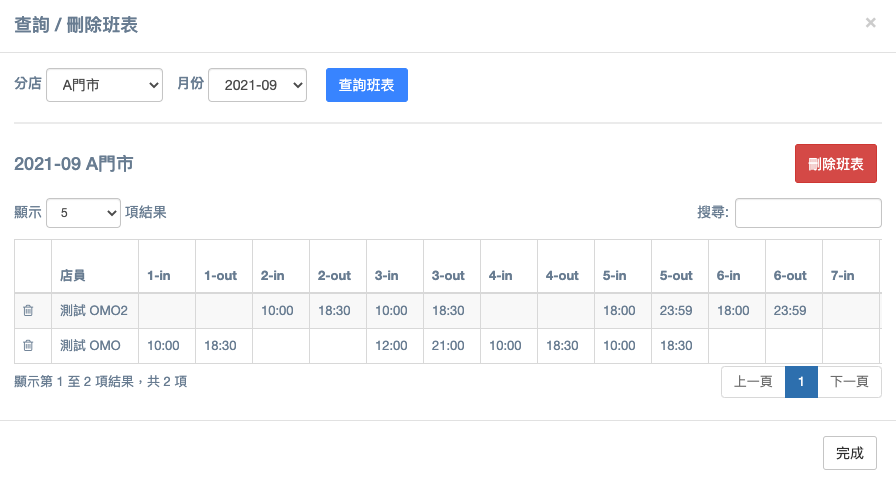 查詢 / 刪除班表 ×
分店 A門市 月份 2021-09 查詢班表
2021-09 A門市 刪除班表
顯示 5 項結果 搜尋:
店員 1-in 1-out 2-in 2-out 3-in 3-out 4-in 4-out 5-in 5-out 6-in 6-out 7-in
測試 OMO2 10:00 18:30 10:00 18:30 18:00 23:59 18:00 23:59
測試 OMO 10:00 18:30 12:00 21:00 10:00 18:30 10:00 18:30
顯示第 1 至 2 項結果，共 2 項 上一頁 1 下一頁
完成